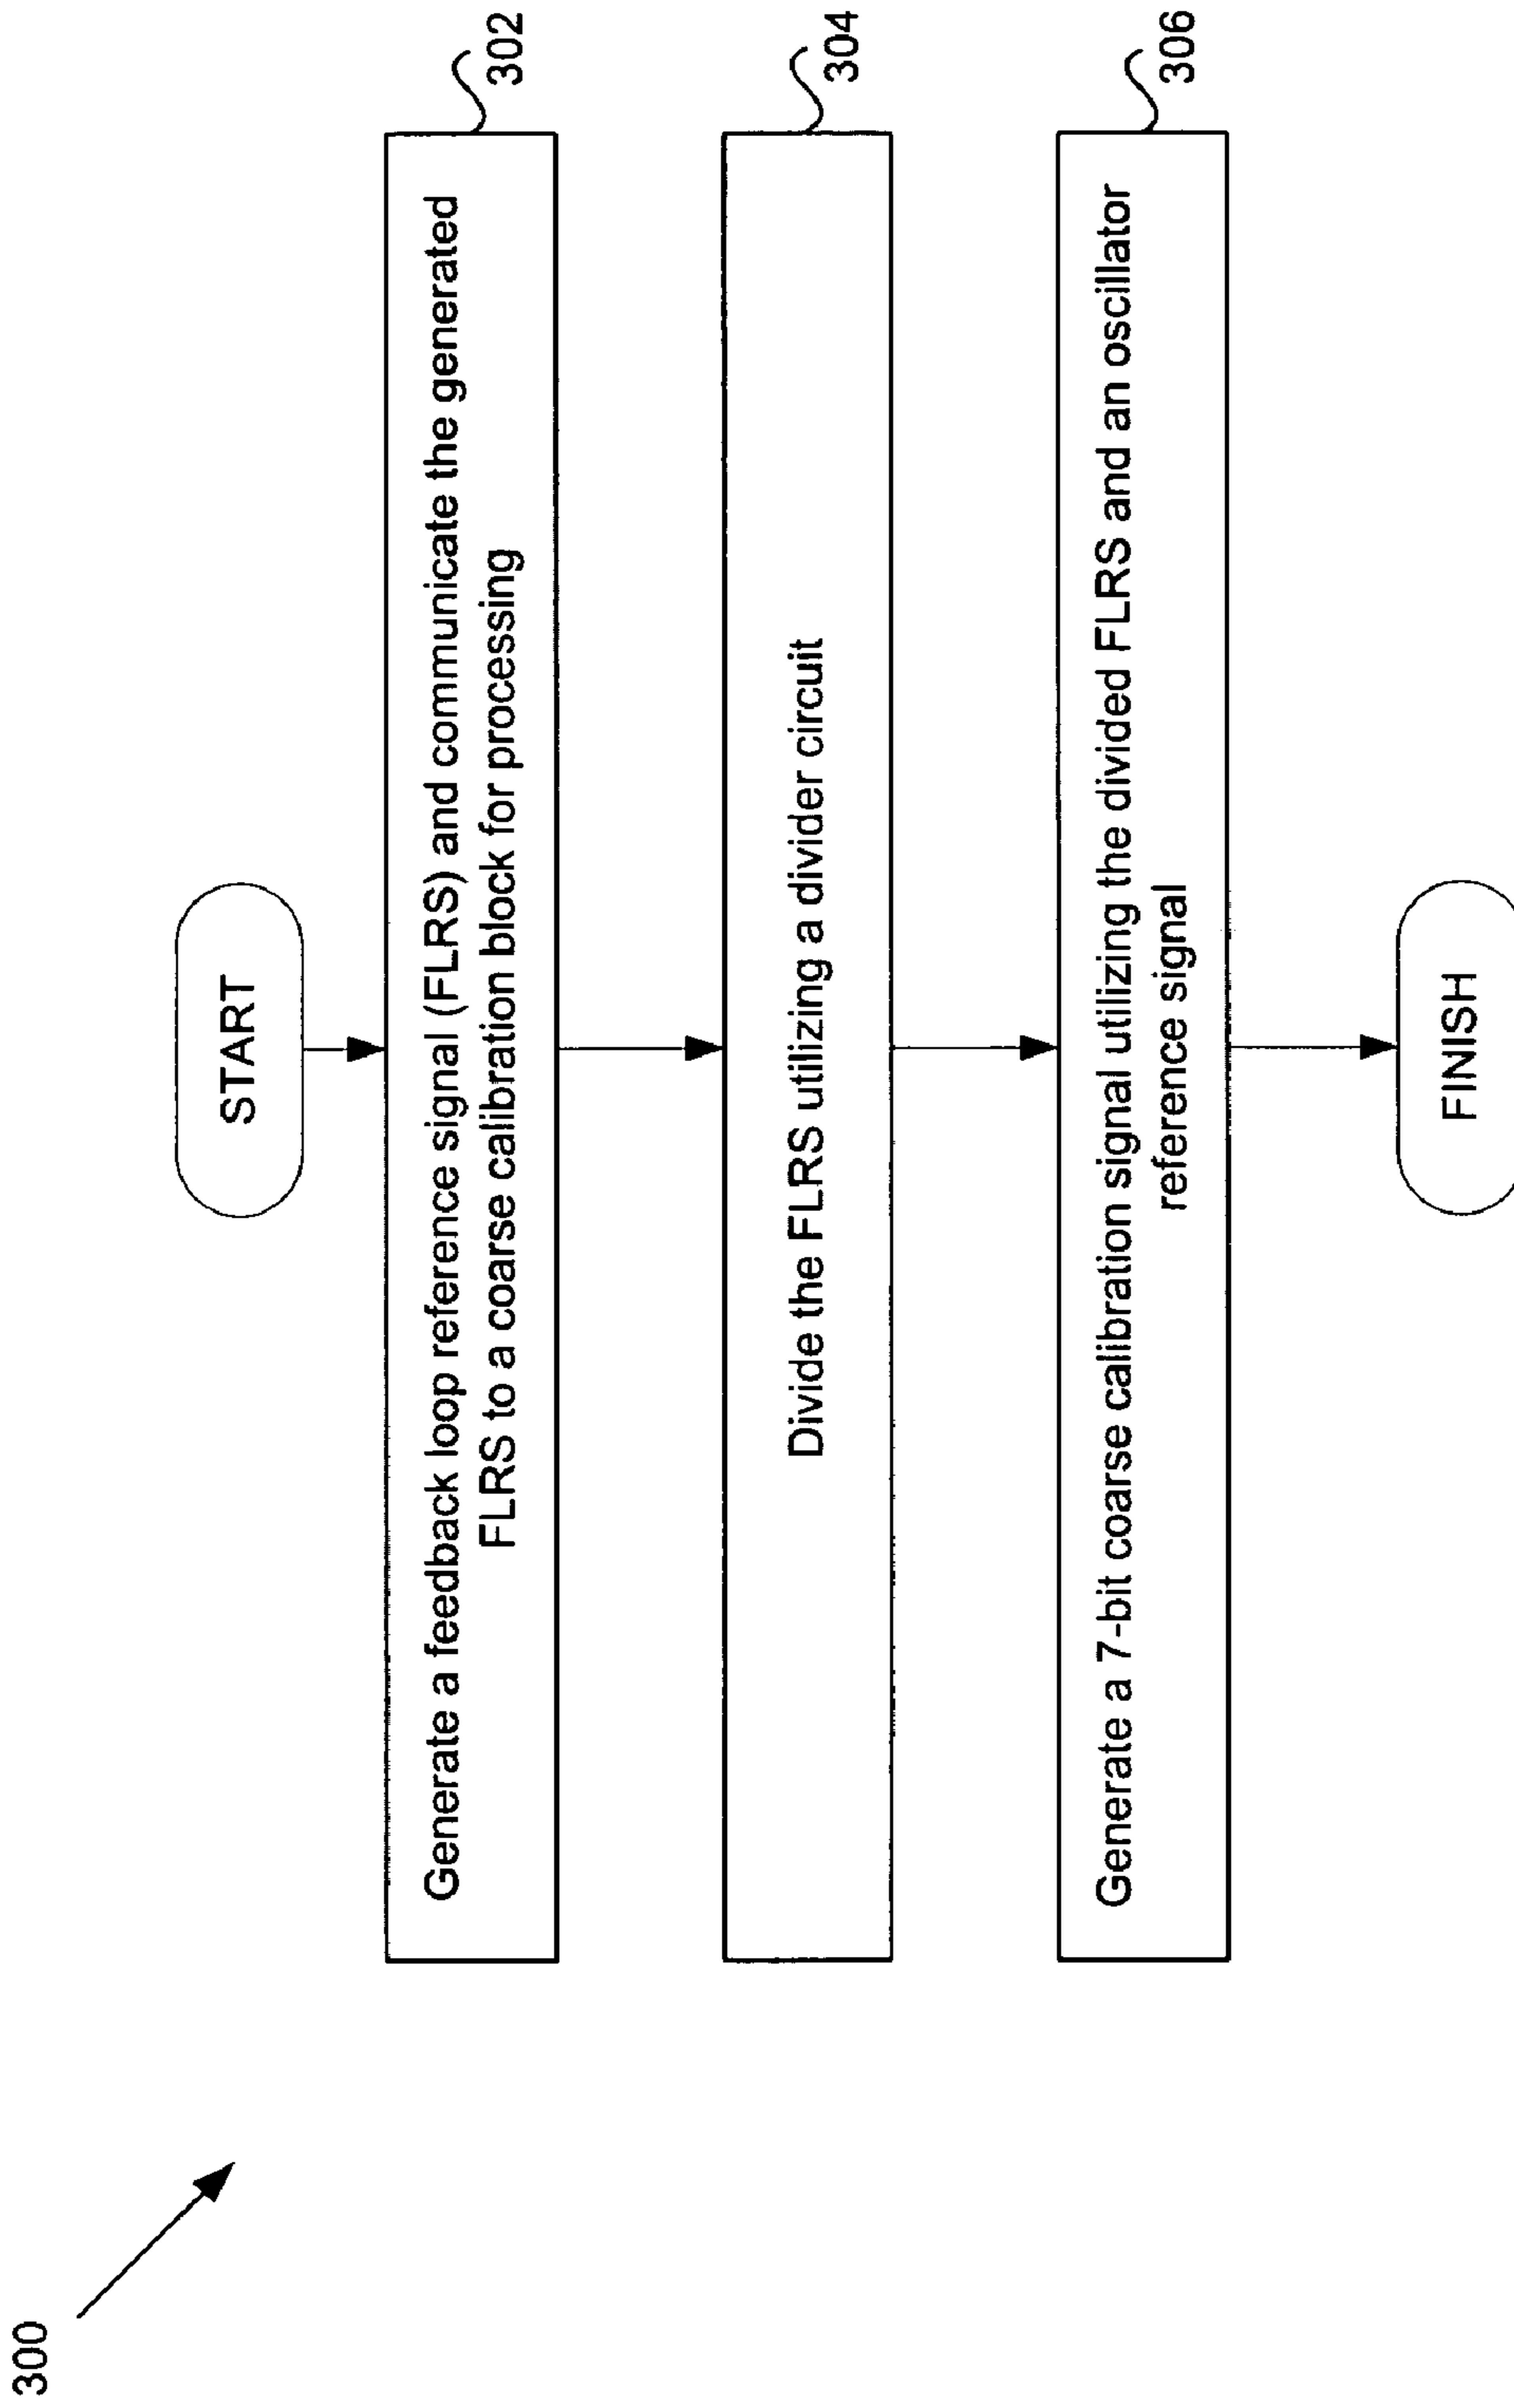 300
START
Generate a feedback loop reference signal (FLRS) and communicate the generated
FLRS to a coarse calibration block for processing
302
Divide the FLRS utilizing a divider circuit
304
Generate a 7-bit coarse calibration signal utilizing the divided FLRS and an oscillator
reference signal
306
FINISH